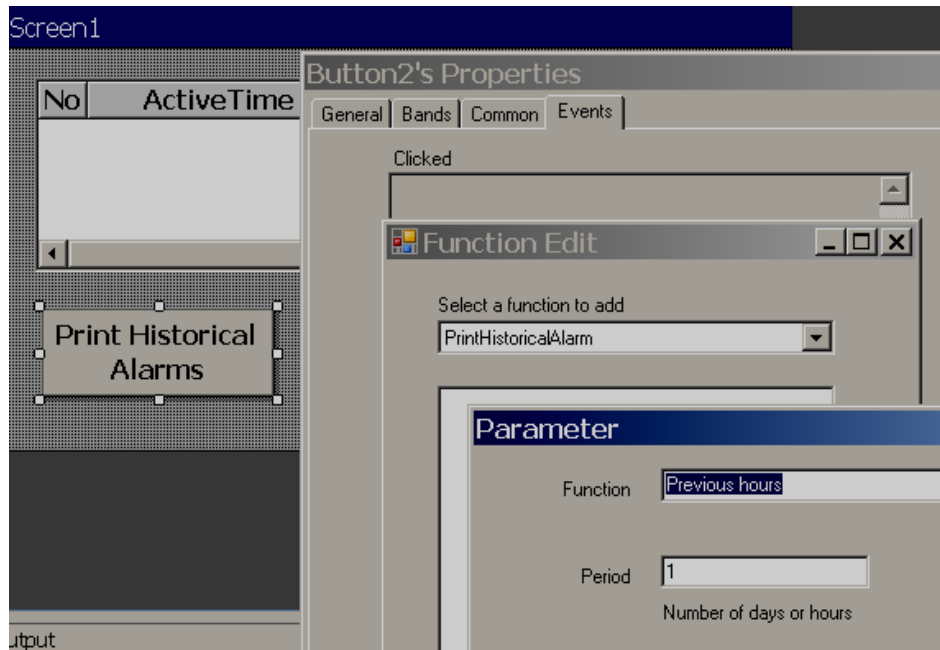 Screen1
Button2's Properties
No ActiveTime
General Bands Common Events
Clicked
Function Edit
Select a function to add
PrintHistoricalAlarm
Print Historical
Alarms
Parameter
Function Previous hours
Period 1
Number of days or hours
utput